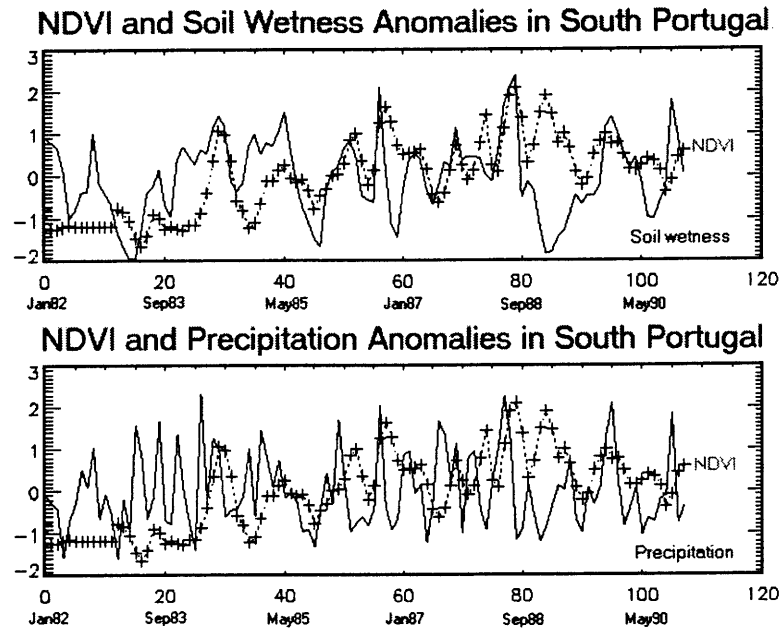 NDVI and Soil Wetness Anomalies in South Portugal
3
2
1
0
-1
-2
NDVI
Soil wetness
0 20 40 60 80 100 120
Jan82 Sep83 May85 Jan87 Sep88 May90
NDVI and Precipitation Anomalies in South Portugal
3
2
1
0
-1
-2
NDVI
Precipitation
0 20 40 60 80 100 120
Jan82 Sep83 May85 Jan87 Sep88 May90